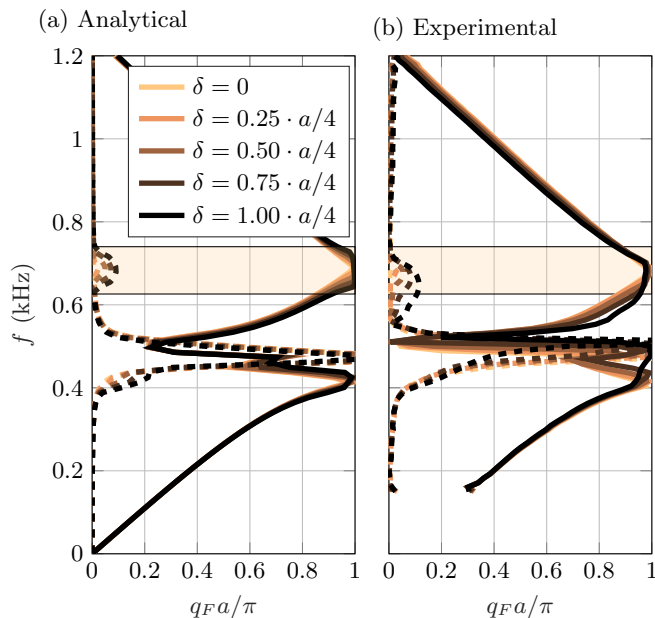 (a) Analytical
(b) Experimental
1.2
1
0.8
0.6
0.4
0.2
0
f (kHz)
δ = 0
δ = 0.25 · a/4
δ = 0.50 · a/4
δ = 0.75 · a/4
δ = 1.00 · a/4
0 0.2 0.4 0.6 0.8 1
0 0.2 0.4 0.6 0.8 1
q_F a/π
q_F a/π